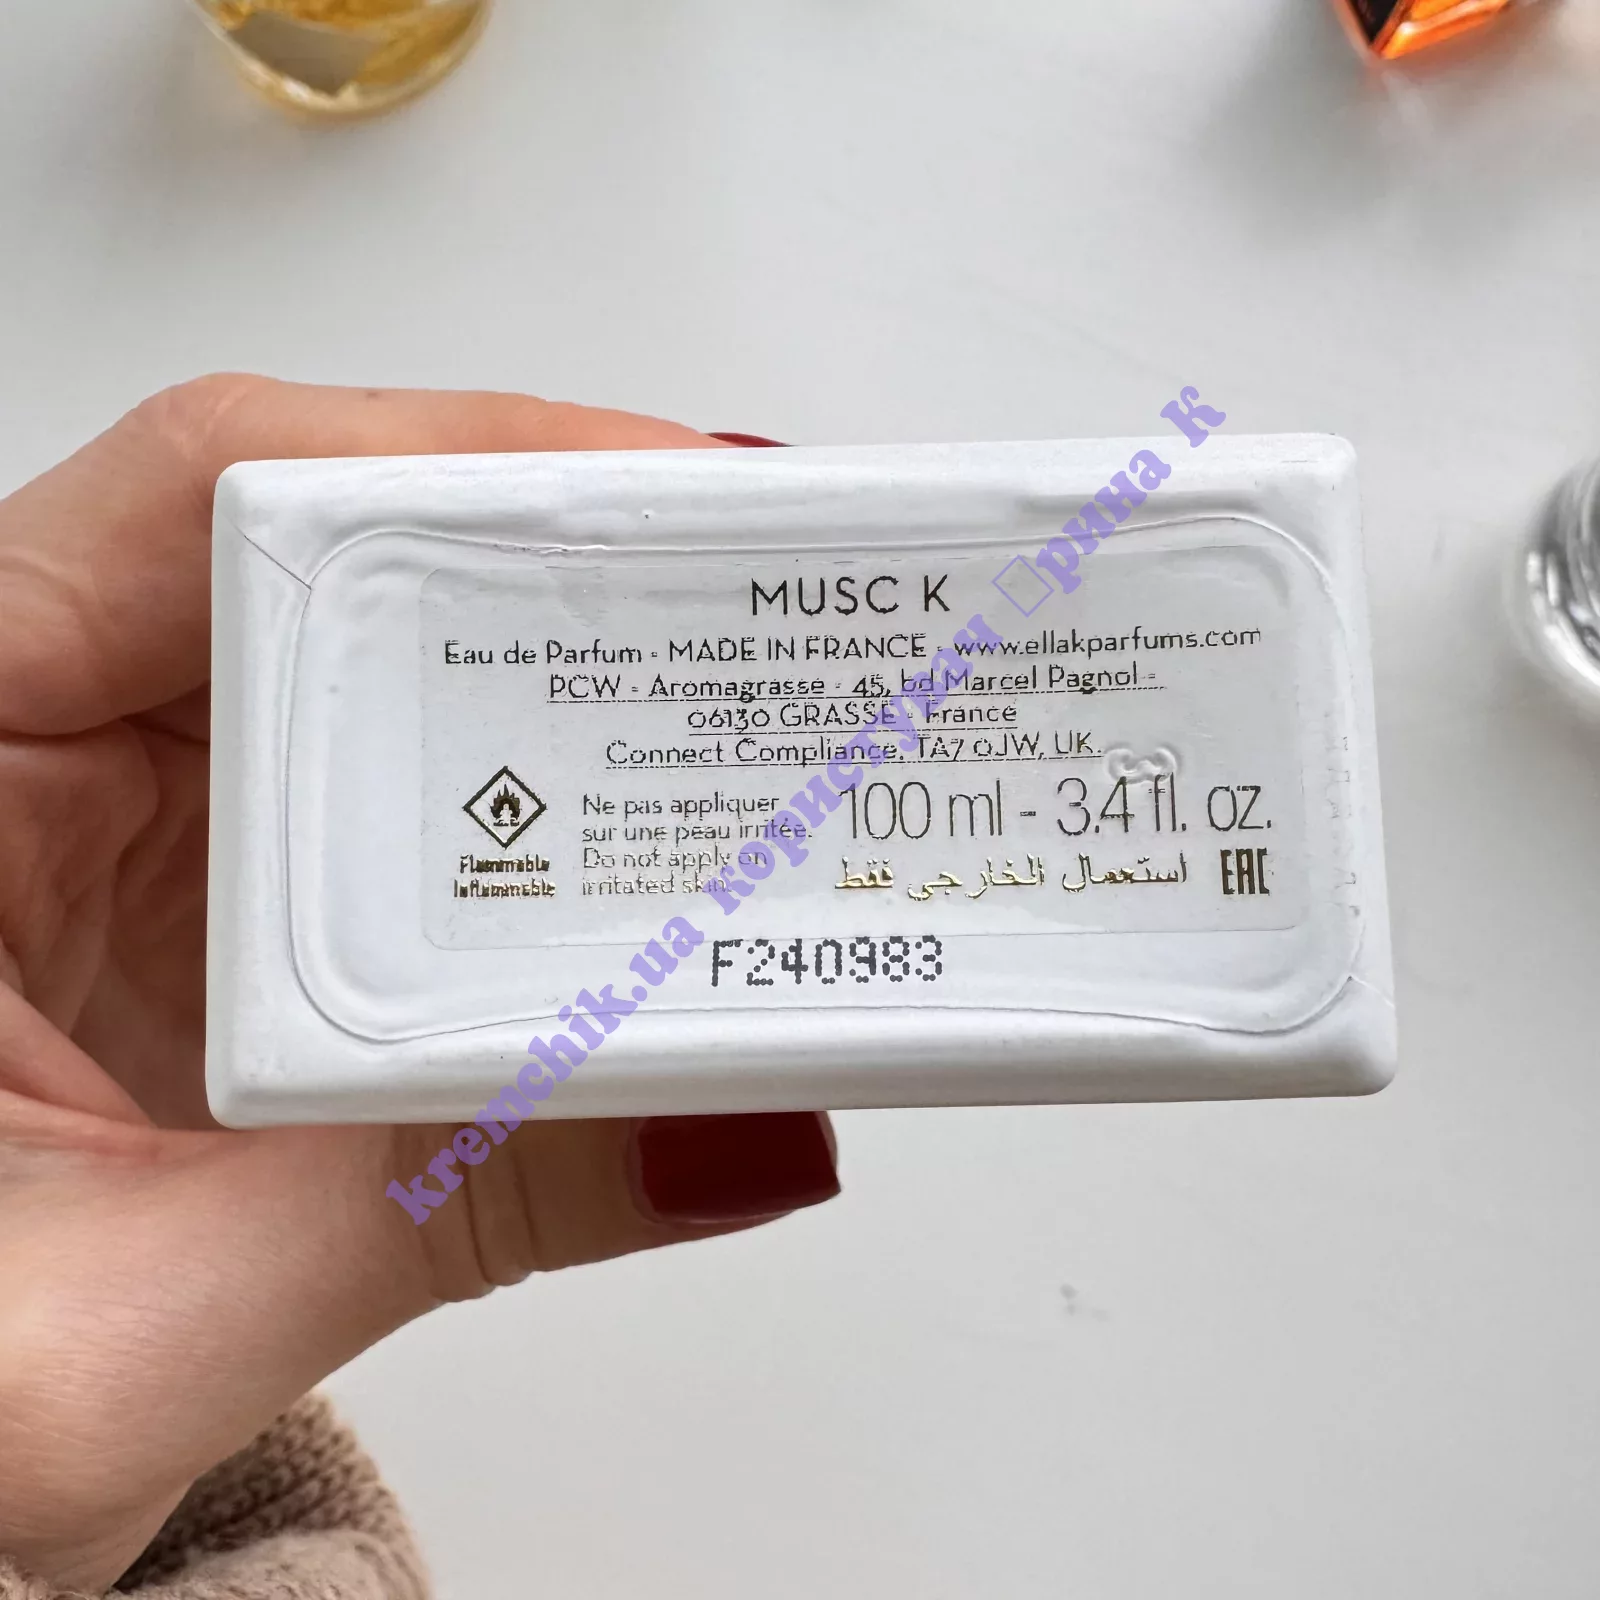 MUSC K
Eau de Parfum - MADE IN FRANCE - www.ellakparfums.com
PCW - Aromagrasse - 45, bd Marcel Pagnol -
06130 GRASSE - France
Connect Compliance, TA7 0JW, UK.
Flammable
Inflammable
Ne pas appliquer
sur une peau irritée.
Do not apply on
irritated skin.
100 ml - 3.4 fl. oz.
استعمال الخارجي فقط
EAC
F240983
kremchik.ua користувач рина К